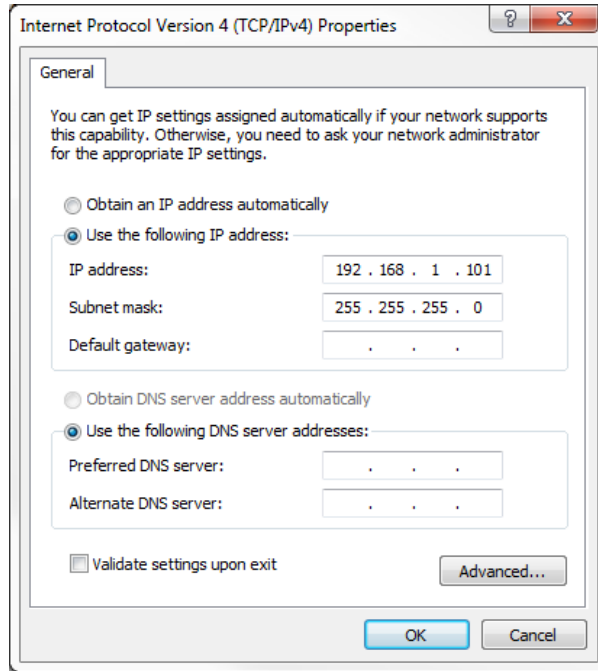 Internet Protocol Version 4 (TCP/IPv4) Properties
General
You can get IP settings assigned automatically if your network supports
this capability. Otherwise, you need to ask your network administrator
for the appropriate IP settings.
Obtain an IP address automatically
Use the following IP address:
IP address: 192 . 168 . 1 . 101
Subnet mask: 255 . 255 . 255 . 0
Default gateway: . . .
Obtain DNS server address automatically
Use the following DNS server addresses:
Preferred DNS server: . . .
Alternate DNS server: . . .
Validate settings upon exit
Advanced...
OK Cancel